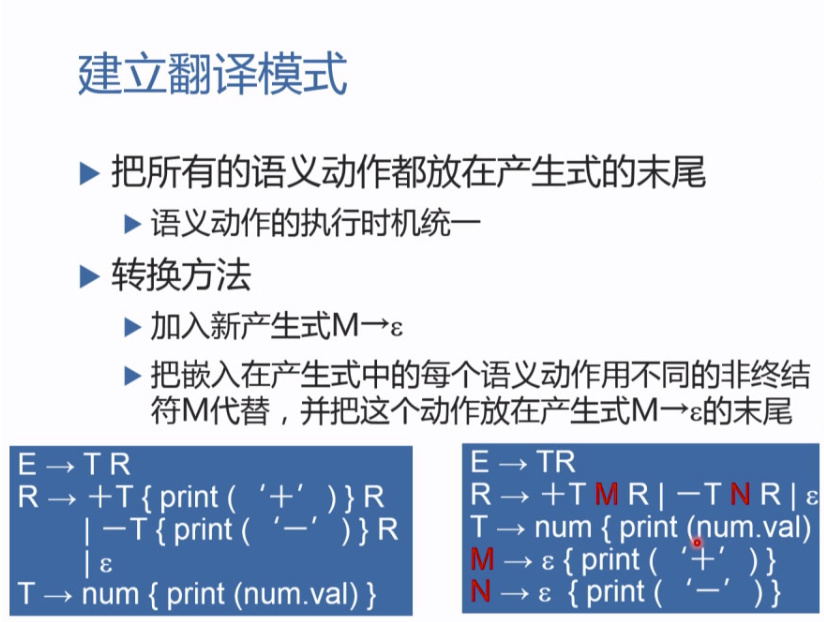 建立翻译模式
把所有的语义动作都放在产生式的末尾
语义动作的执行时机统一
转换方法
加入新产生式M→ε
把嵌入在产生式中的每个语义动作用不同的非终结
符M代替，并把这个动作放在产生式M→ε的末尾
E → T R
R → ＋T { print (‘＋’) } R
| －T { print (‘－’) } R
| ε
T → num { print (num.val) }
E → TR
R → ＋T M R | －T N R | ε
T → num { print (num.val)
M → ε { print (‘＋’) }
N → ε { print (‘－’) }